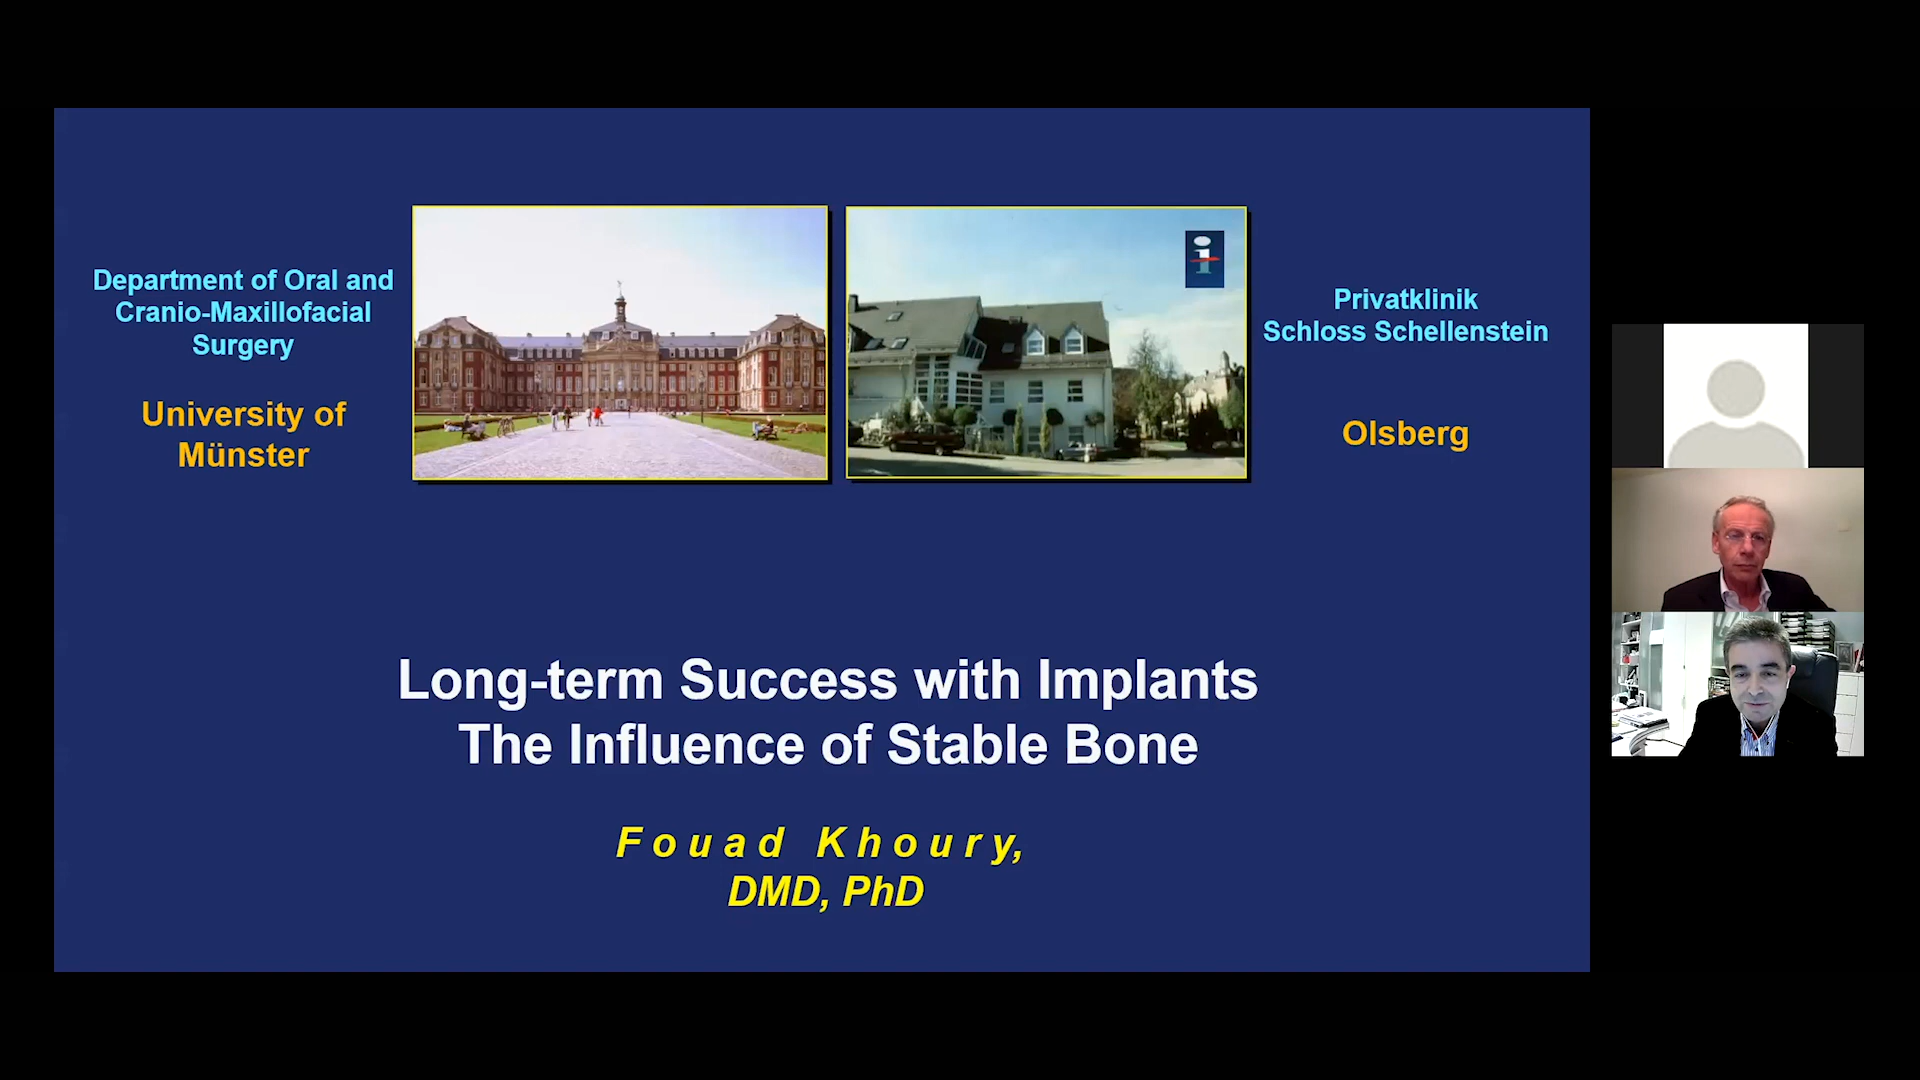 Department of Oral and
Cranio-Maxillofacial
Surgery
University of
Münster
Privatklinik
Schloss Schellenstein
Olsberg
Long-term Success with Implants
The Influence of Stable Bone
Fouad Khoury,
DMD, PhD